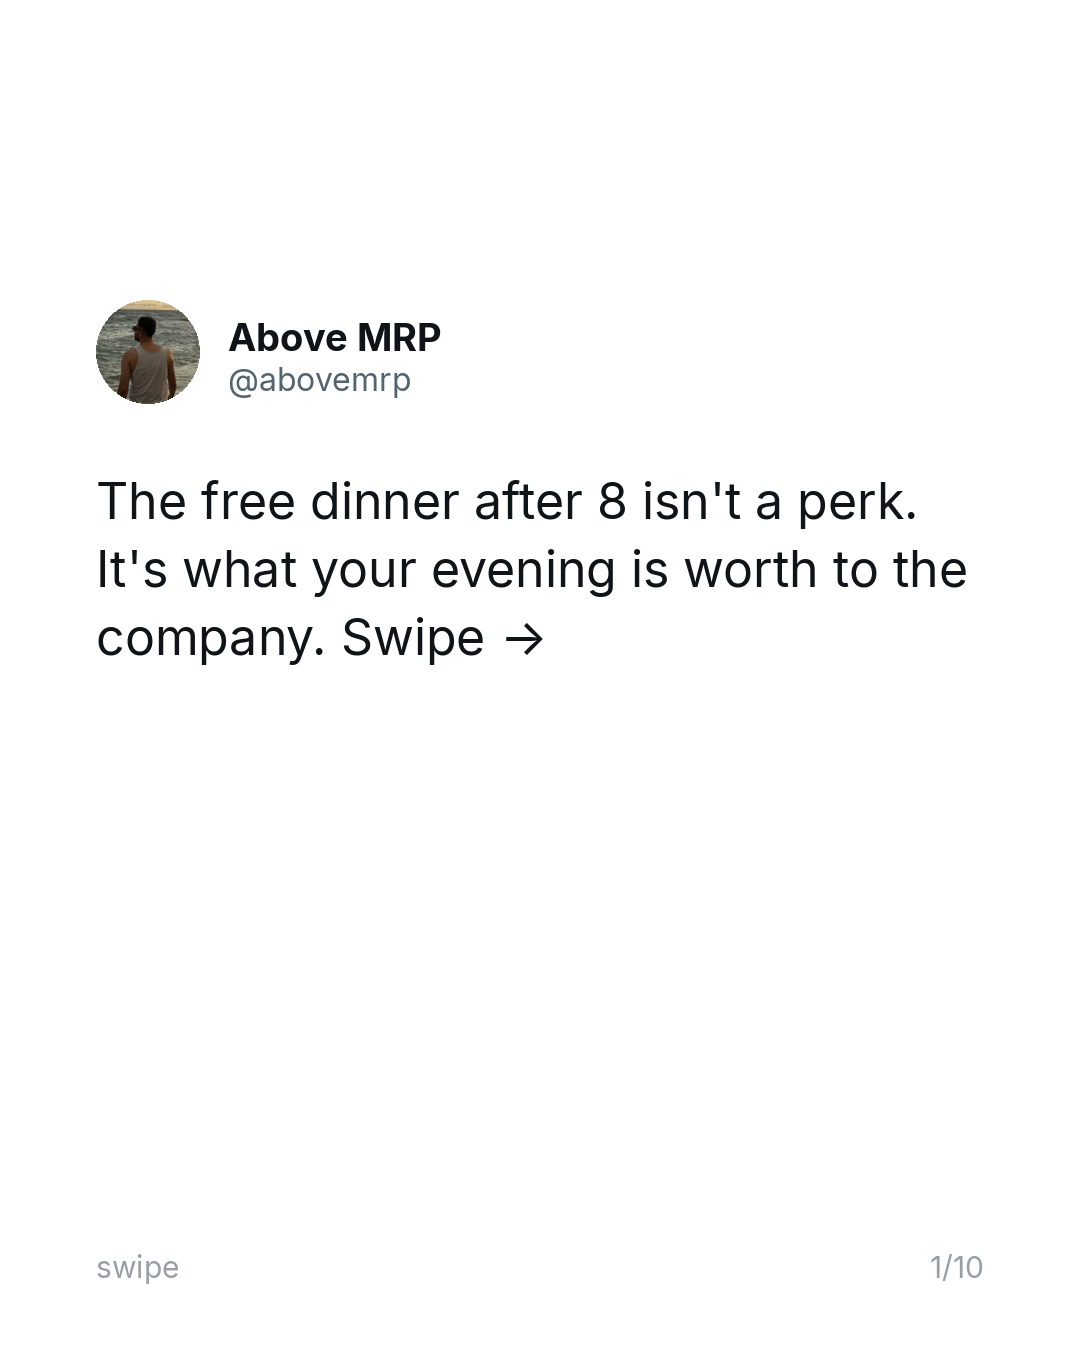 Above MRP
@abovemrp
The free dinner after 8 isn't a perk.
It's what your evening is worth to the
company. Swipe →
swipe
1/10